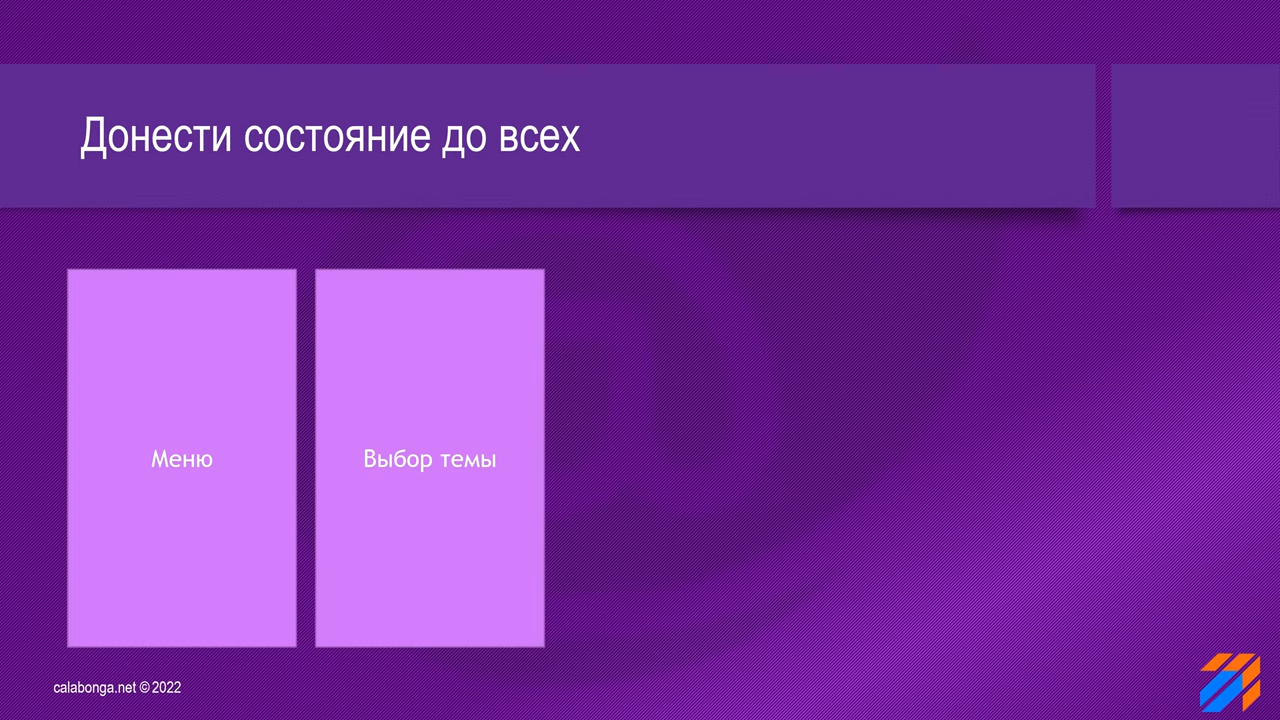 Донести состояние до всех
Меню
Выбор темы
calabonga.net © 2022